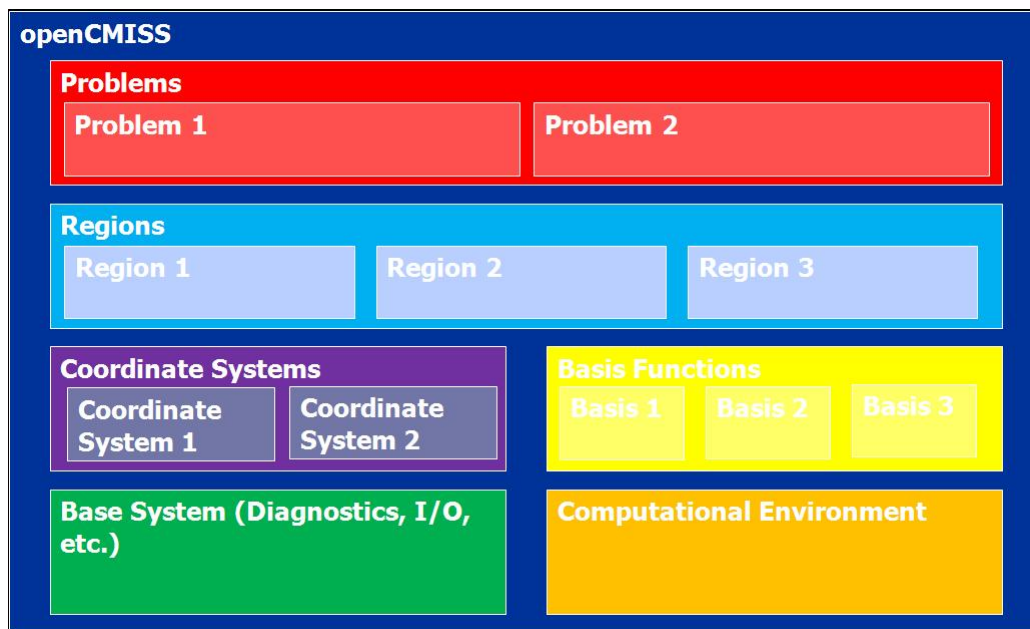 openCMISS
Problems
Problem 1
Problem 2
Regions
Region 1
Region 2
Region 3
Coordinate Systems
Coordinate
System 1
Coordinate
System 2
Basis Functions
Basis 1
Basis 2
Basis 3
Base System (Diagnostics, I/O,
etc.)
Computational Environment